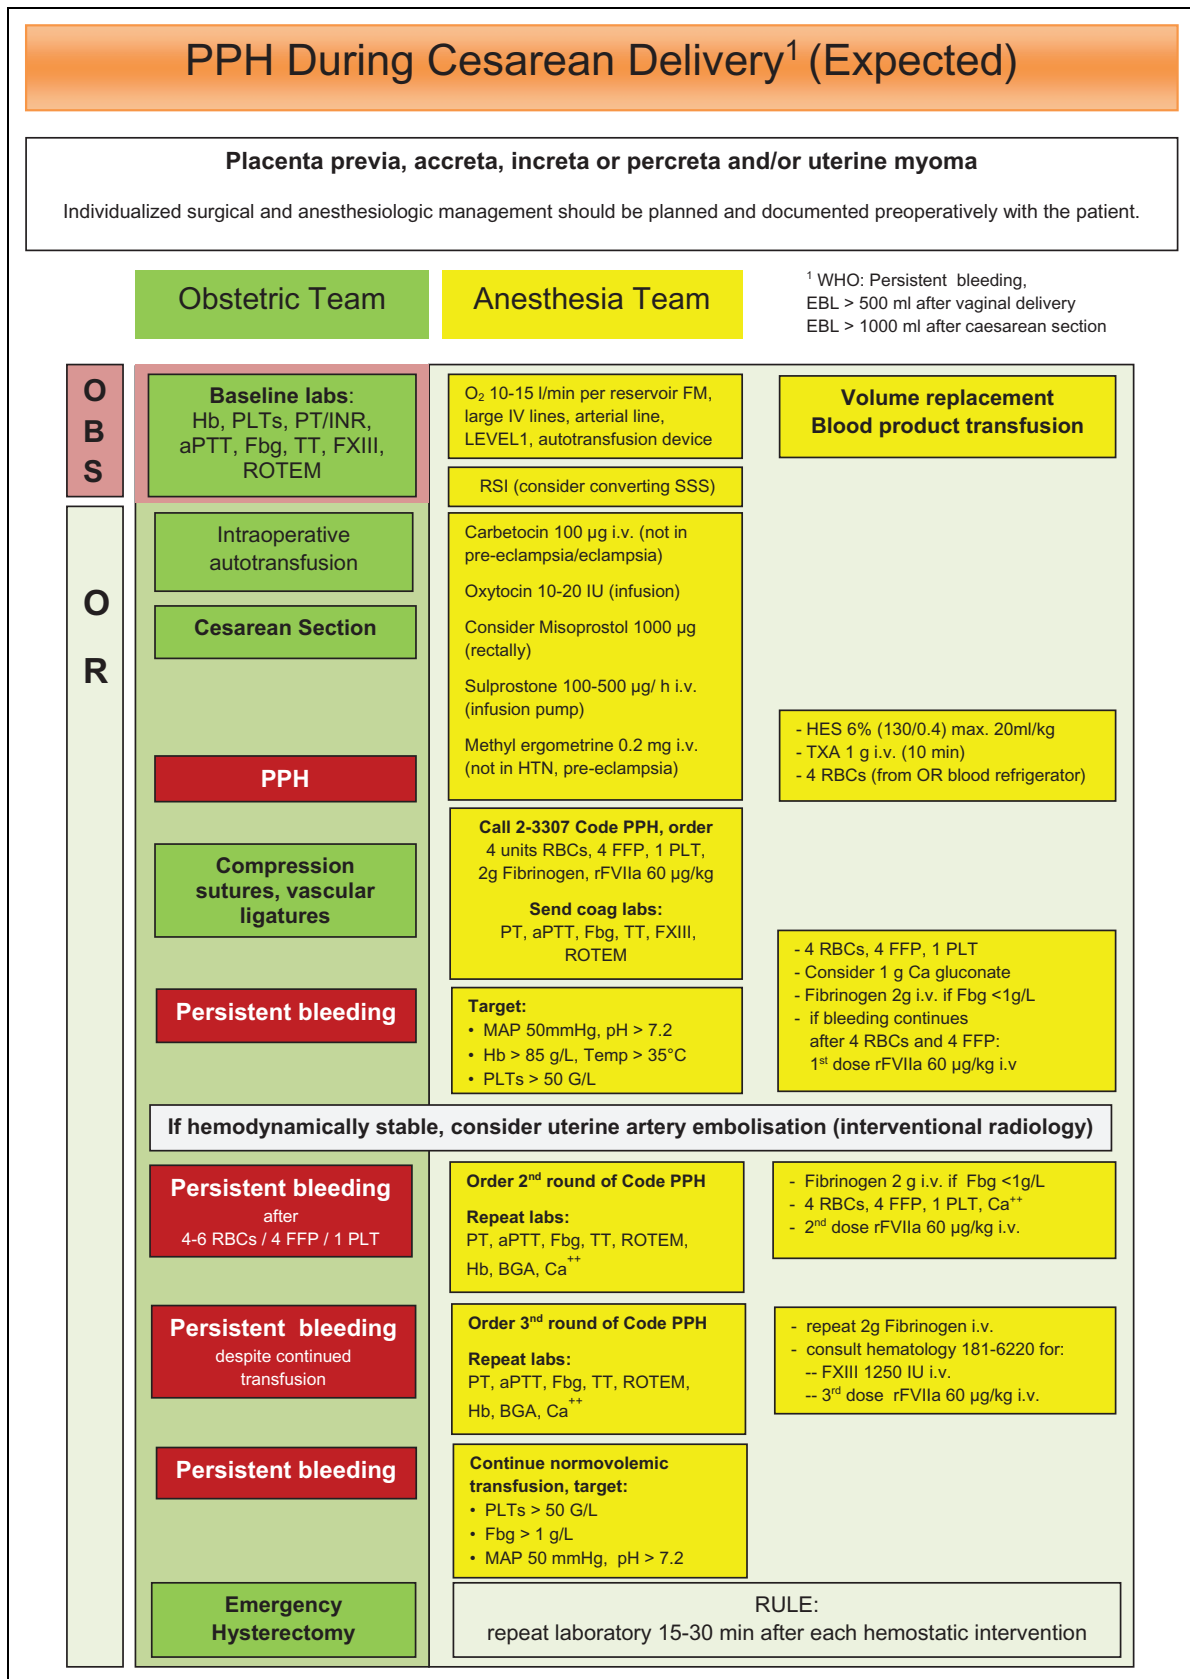 PPH During Cesarean Delivery¹ (Expected)
Placenta previa, accreta, increta or percreta and/or uterine myoma
Individualized surgical and anesthesiologic management should be planned and documented preoperatively with the patient.
Obstetric Team
Anesthesia Team
¹ WHO: Persistent bleeding,
EBL > 500 ml after vaginal delivery
EBL > 1000 ml after caesarean section
O
B
S
Baseline labs:
Hb, PLTs, PT/INR,
aPTT, Fbg, TT, FXIII,
ROTEM
O₂ 10-15 l/min per reservoir FM,
large IV lines, arterial line,
LEVEL1, autotransfusion device
Volume replacement
Blood product transfusion
RSI (consider converting SSS)
O
R
Intraoperative
autotransfusion
Cesarean Section
PPH
Carbetocin 100 µg i.v. (not in
pre-eclampsia/eclampsia)
Oxytocin 10-20 IU (infusion)
Consider Misoprostol 1000 µg
(rectally)
Sulprostone 100-500 µg/ h i.v.
(infusion pump)
Methyl ergometrine 0.2 mg i.v.
(not in HTN, pre-eclampsia)
- HES 6% (130/0.4) max. 20ml/kg
- TXA 1 g i.v. (10 min)
- 4 RBCs (from OR blood refrigerator)
Compression
sutures, vascular
ligatures
Call 2-3307 Code PPH, order
4 units RBCs, 4 FFP, 1 PLT,
2g Fibrinogen, rFVIIa 60 µg/kg
Send coag labs:
PT, aPTT, Fbg, TT, FXIII,
ROTEM
- 4 RBCs, 4 FFP, 1 PLT
- Consider 1 g Ca gluconate
- Fibrinogen 2g i.v. if Fbg <1g/L
- if bleeding continues
after 4 RBCs and 4 FFP:
1st dose rFVIIa 60 µg/kg i.v
Persistent bleeding
Target:
• MAP 50mmHg, pH > 7.2
• Hb > 85 g/L, Temp > 35°C
• PLTs > 50 G/L
If hemodynamically stable, consider uterine artery embolisation (interventional radiology)
Persistent bleeding
after
4-6 RBCs / 4 FFP / 1 PLT
Order 2nd round of Code PPH
Repeat labs:
PT, aPTT, Fbg, TT, ROTEM,
Hb, BGA, Ca⁺⁺
- Fibrinogen 2 g i.v. if Fbg <1g/L
- 4 RBCs, 4 FFP, 1 PLT, Ca⁺⁺
- 2nd dose rFVIIa 60 µg/kg i.v.
Persistent bleeding
despite continued
transfusion
Order 3rd round of Code PPH
Repeat labs:
PT, aPTT, Fbg, TT, ROTEM,
Hb, BGA, Ca⁺⁺
- repeat 2g Fibrinogen i.v.
- consult hematology 181-6220 for:
-- FXIII 1250 IU i.v.
-- 3rd dose rFVIIa 60 µg/kg i.v.
Persistent bleeding
Continue normovolemic
transfusion, target:
• PLTs > 50 G/L
• Fbg > 1 g/L
• MAP 50 mmHg, pH > 7.2
Emergency
Hysterectomy
RULE:
repeat laboratory 15-30 min after each hemostatic intervention